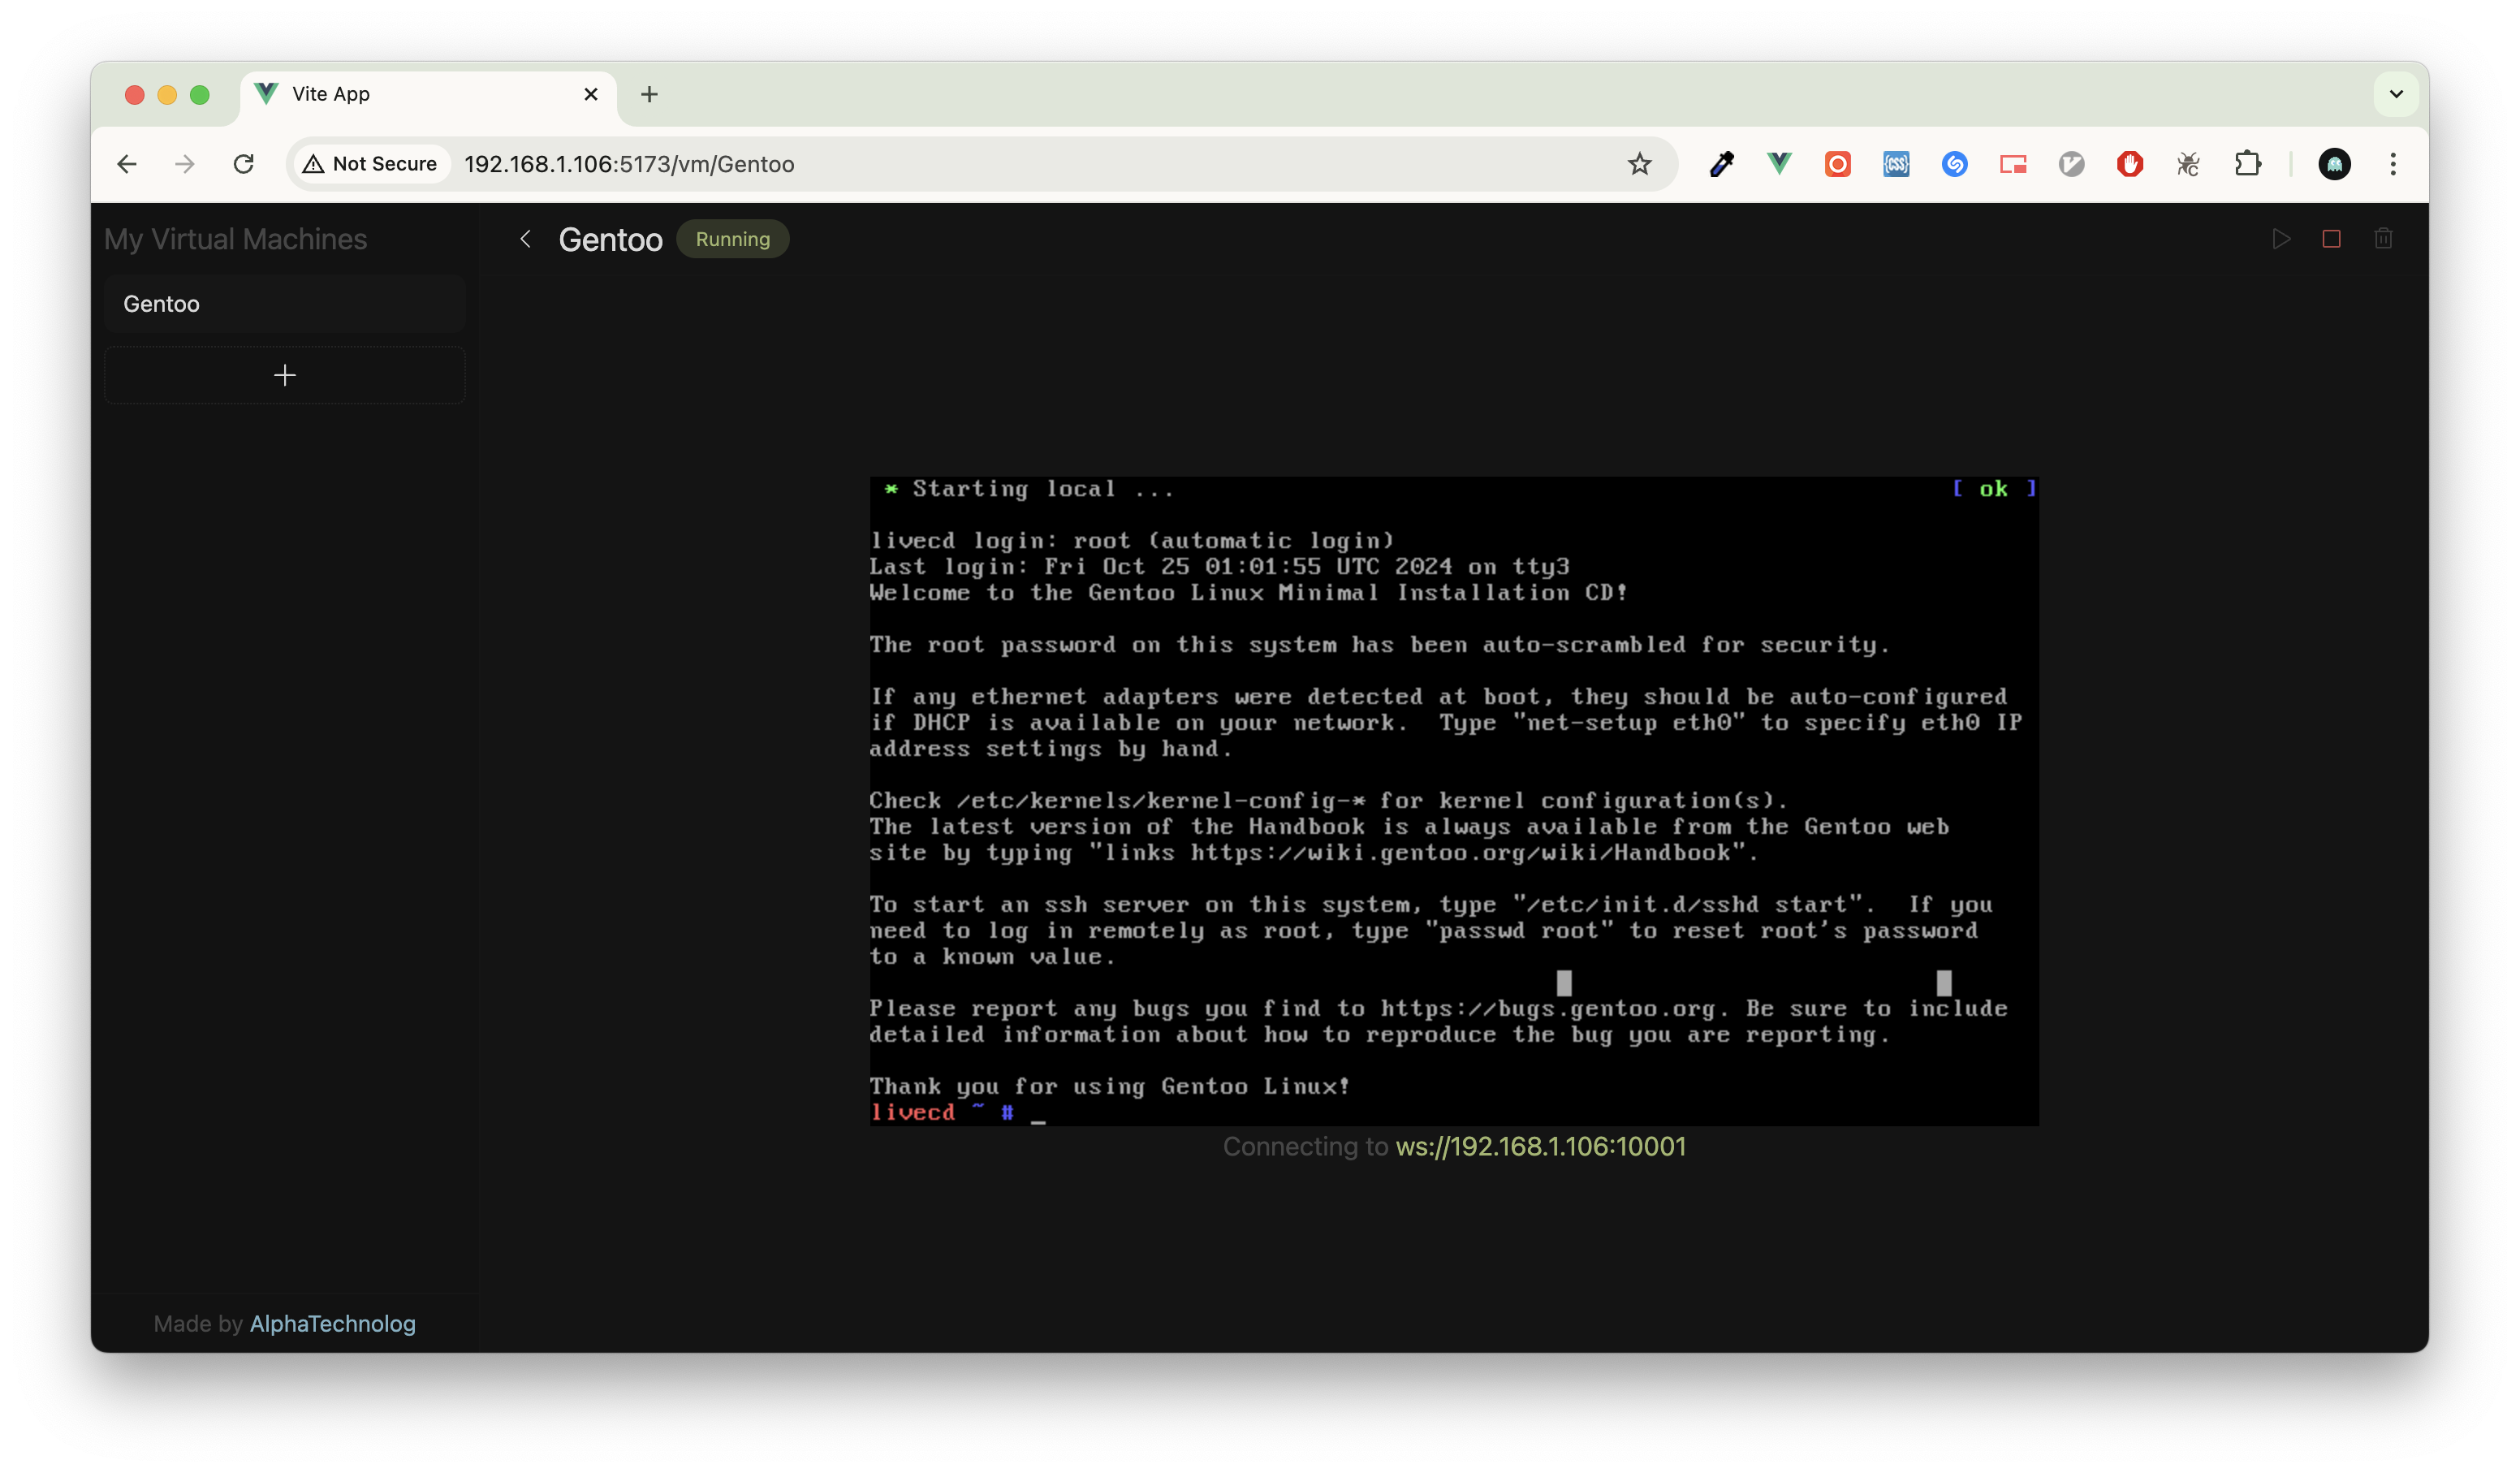 Vite App
Not Secure
192.168.1.106:5173/vm/Gentoo
My Virtual Machines
Gentoo
Running
Gentoo
* Starting local ... [ ok ]
livecd login: root (automatic login)
Last login: Fri Oct 25 01:01:55 UTC 2024 on tty3
Welcome to the Gentoo Linux Minimal Installation CD!
The root password on this system has been auto-scrambled for security.
If any ethernet adapters were detected at boot, they should be auto-configured
if DHCP is available on your network.  Type "net-setup eth0" to specify eth0 IP
address settings by hand.
Check /etc/kernels/kernel-config-* for kernel configuration(s).
The latest version of the Handbook is always available from the Gentoo web
site by typing "links https://wiki.gentoo.org/wiki/Handbook".
To start an ssh server on this system, type "/etc/init.d/sshd start".  If you
need to log in remotely as root, type "passwd root" to reset root's password
to a known value.
Please report any bugs you find to https://bugs.gentoo.org. Be sure to include
detailed information about how to reproduce the bug you are reporting.
Thank you for using Gentoo Linux!
livecd ~ # _
Connecting to ws://192.168.1.106:10001
Made by AlphaTechnolog